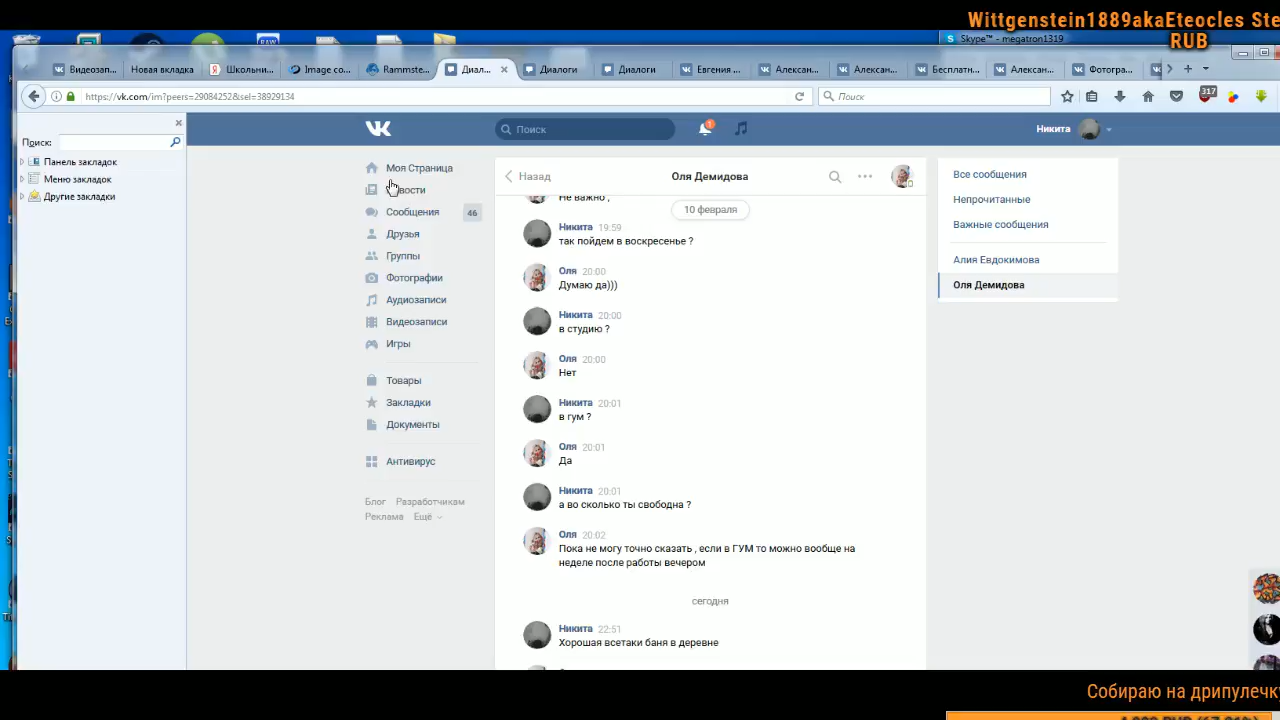 Wittgenstein1889akaEteocles Ste
RUB
Skype™ - megatron1319
Видеозап...
Новая вкладка
Школьни...
Image co...
Rammste...
Диал...
Диалоги
Диалоги
Евгения ...
Алексан...
Алексан...
Бесплатн...
Алексан...
Фотогра...
https://vk.com/im?peers=29084252&sel=38929134
Поиск
317
Поиск:
Панель закладок
Меню закладок
Другие закладки
Поиск
1
Никита
Моя Страница
вости
Сообщения
46
Друзья
Группы
Фотографии
Аудиозаписи
Видеозаписи
Игры
Товары
Закладки
Документы
Антивирус
Блог Разработчикам
Реклама Ещё
Назад
Оля Демидова
Не важно ,
10 февраля
Никита 19:59
так пойдем в воскресенье ?
Оля 20:00
Думаю да)))
Никита 20:00
в студию ?
Оля 20:00
Нет
Никита 20:01
в гум ?
Оля 20:01
Да
Никита 20:01
а во сколько ты свободна ?
Оля 20:02
Пока не могу точно сказать , если в ГУМ то можно вообще на
неделе после работы вечером
сегодня
Никита 22:51
Хорошая всетаки баня в деревне
Все сообщения
Непрочитанные
Важные сообщения
Алия Евдокимова
Оля Демидова
Собираю на дрипулечк